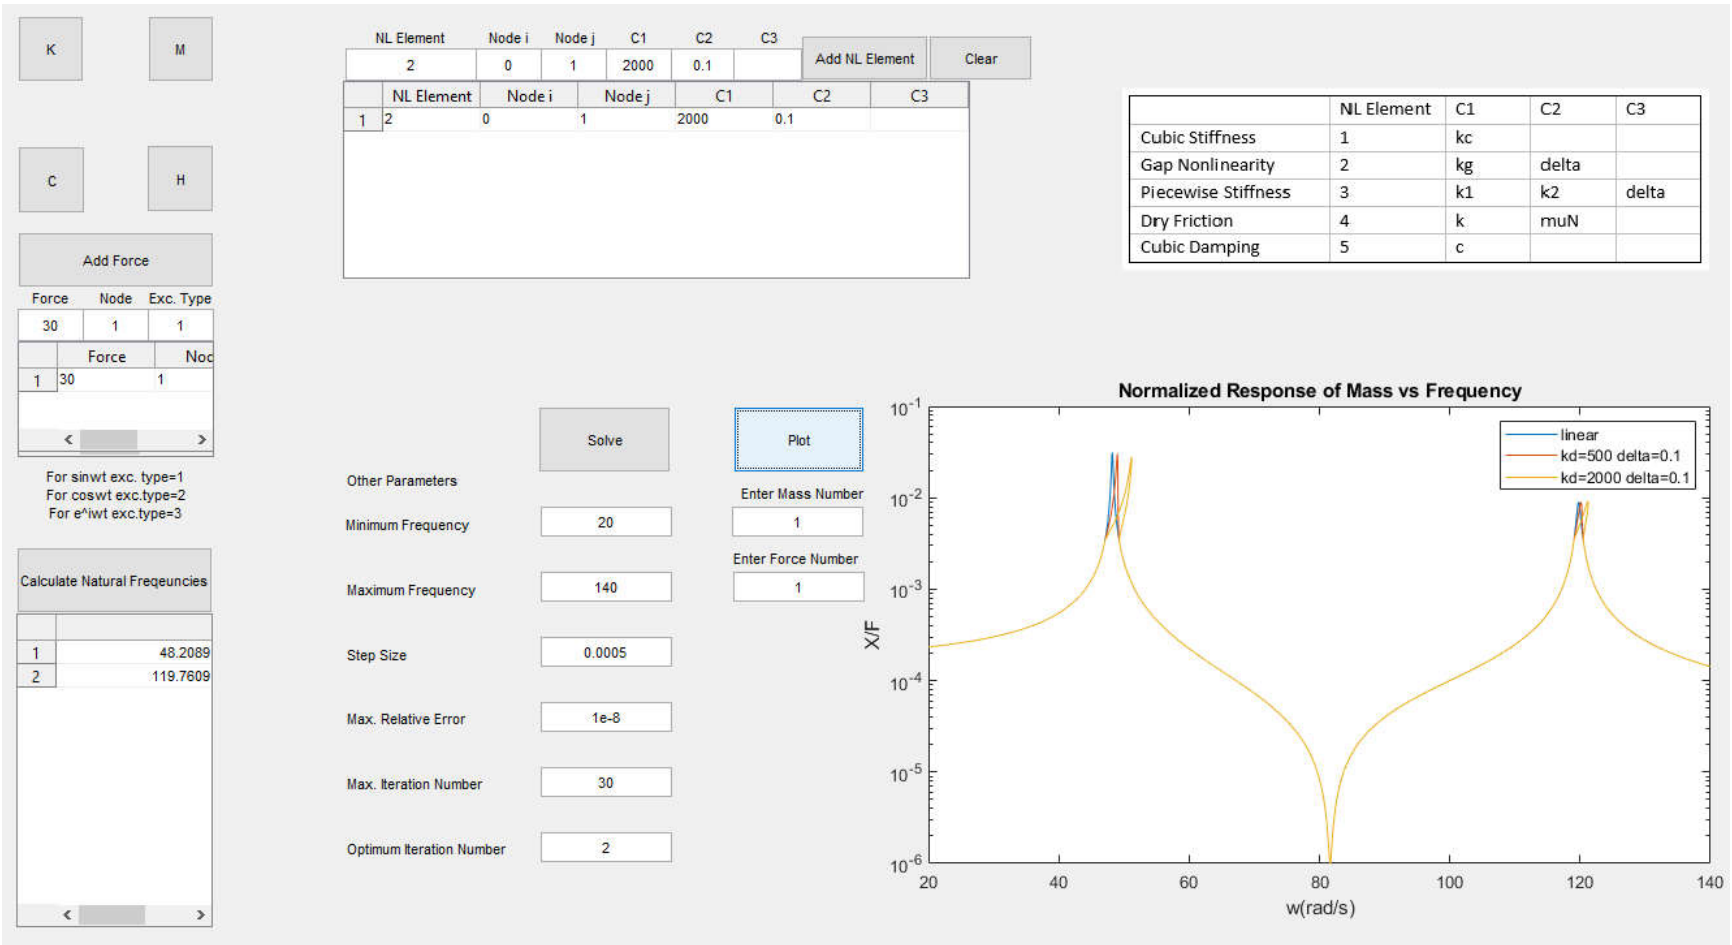 K
M
C
H
Add Force
Force Node Exc. Type
30 1 1
Force Nod
1 30 1
For sinwt exc. type=1
For coswt exc.type=2
For e^iwt exc.type=3
Calculate Natural Freqeuncies
1 48.2089
2 119.7609
NL Element Node i Node j C1 C2 C3
2 0 1 2000 0.1
Add NL Element
Clear
NL Element Node i Node j C1 C2 C3
1 2 0 1 2000 0.1
NL Element C1 C2 C3
Cubic Stiffness 1 kc
Gap Nonlinearity 2 kg delta
Piecewise Stiffness 3 k1 k2 delta
Dry Friction 4 k muN
Cubic Damping 5 c
Solve
Plot
Other Parameters
Minimum Frequency 20
Maximum Frequency 140
Step Size 0.0005
Max. Relative Error 1e-8
Max. Iteration Number 30
Optimum Iteration Number 2
Enter Mass Number
1
Enter Force Number
1
Normalized Response of Mass vs Frequency
linear
kd=500 delta=0.1
kd=2000 delta=0.1
X/F
10-1
10-2
10-3
10-4
10-5
10-6
20 40 60 80 100 120 140
w(rad/s)